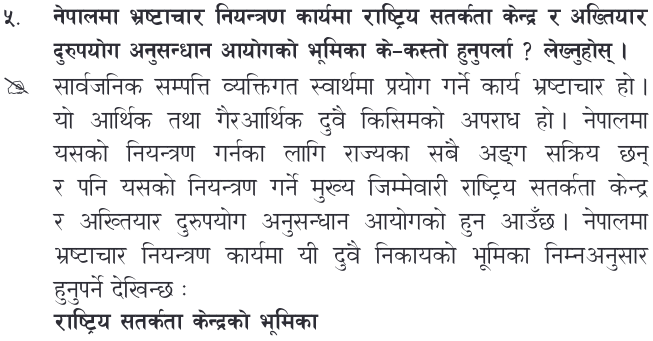 ५. नेपालमा भ्रष्टाचार नियन्त्रण कार्यमा राष्ट्रिय सतर्कता केन्द्र र अख्तियार
दुरुपयोग अनुसन्धान आयोगको भूमिका के-कस्तो हुनुपर्ला ? लेख्नुहोस् ।
सार्वजनिक सम्पत्ति व्यक्तिगत स्वार्थमा प्रयोग गर्ने कार्य भ्रष्टाचार हो ।
यो आर्थिक तथा गैरआर्थिक दुवै किसिमको अपराध हो । नेपालमा
यसको नियन्त्रण गर्नका लागि राज्यका सबै अङ्ग सक्रिय छन्
र पनि यसको नियन्त्रण गर्ने मुख्य जिम्मेवारी राष्ट्रिय सतर्कता केन्द्र
र अख्तियार दुरुपयोग अनुसन्धान आयोगको हुन आउँछ । नेपालमा
भ्रष्टाचार नियन्त्रण कार्यमा यी दुवै निकायको भूमिका निम्नअनुसार
हुनुपर्ने देखिन्छ :
राष्ट्रिय सतर्कता केन्द्रको भूमिका